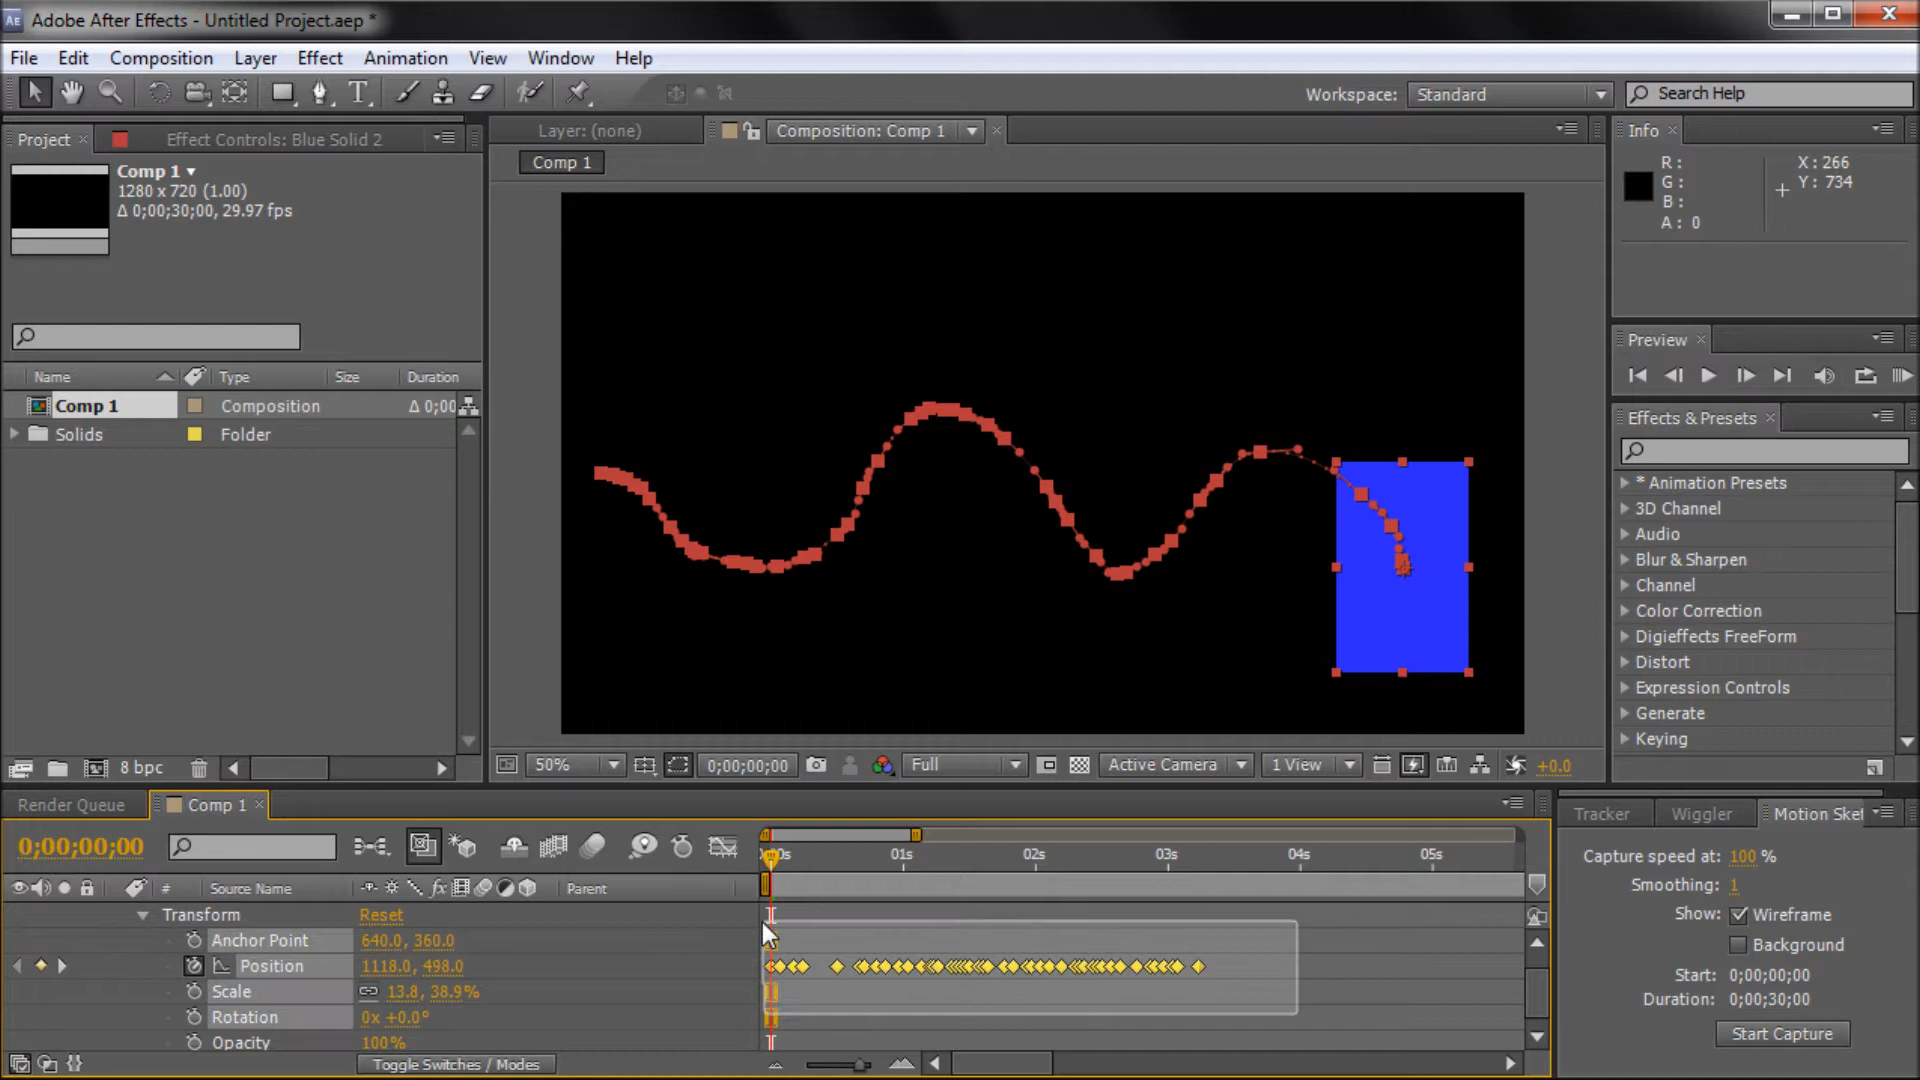 AE Adobe After Effects - Untitled Project.aep *
File Edit Composition Layer Effect Animation View Window Help
Workspace: Standard Search Help
Project × Effect Controls: Blue Solid 2
Layer: (none) Composition: Comp 1
Info ×
Comp 1
1280 x 720 (1.00)
Δ 0;00;30;00, 29.97 fps
Comp 1
R: X: 266
G: Y: 734
B:
A: 0
Preview ×
Name Type Size Duration
Comp 1 Composition Δ 0;00
Solids Folder
Effects & Presets ×
* Animation Presets
3D Channel
Audio
Blur & Sharpen
Channel
Color Correction
Digieffects FreeForm
Distort
Expression Controls
Generate
Keying
8 bpc
50% 0;00;00;00 Full Active Camera 1 View +0.0
Render Queue Comp 1 ×
0;00;00;00
01s 02s 03s 04s 05s
# Source Name fx Parent
Transform Reset
Anchor Point 640.0, 360.0
Position 1118.0, 498.0
Scale 13.8, 38.9%
Rotation 0x +0.0°
Opacity 100%
Toggle Switches / Modes
Tracker Wiggler Motion Sket
Capture speed at: 100 %
Smoothing: 1
Show: Wireframe
Background
Start: 0;00;00;00
Duration: 0;00;30;00
Start Capture